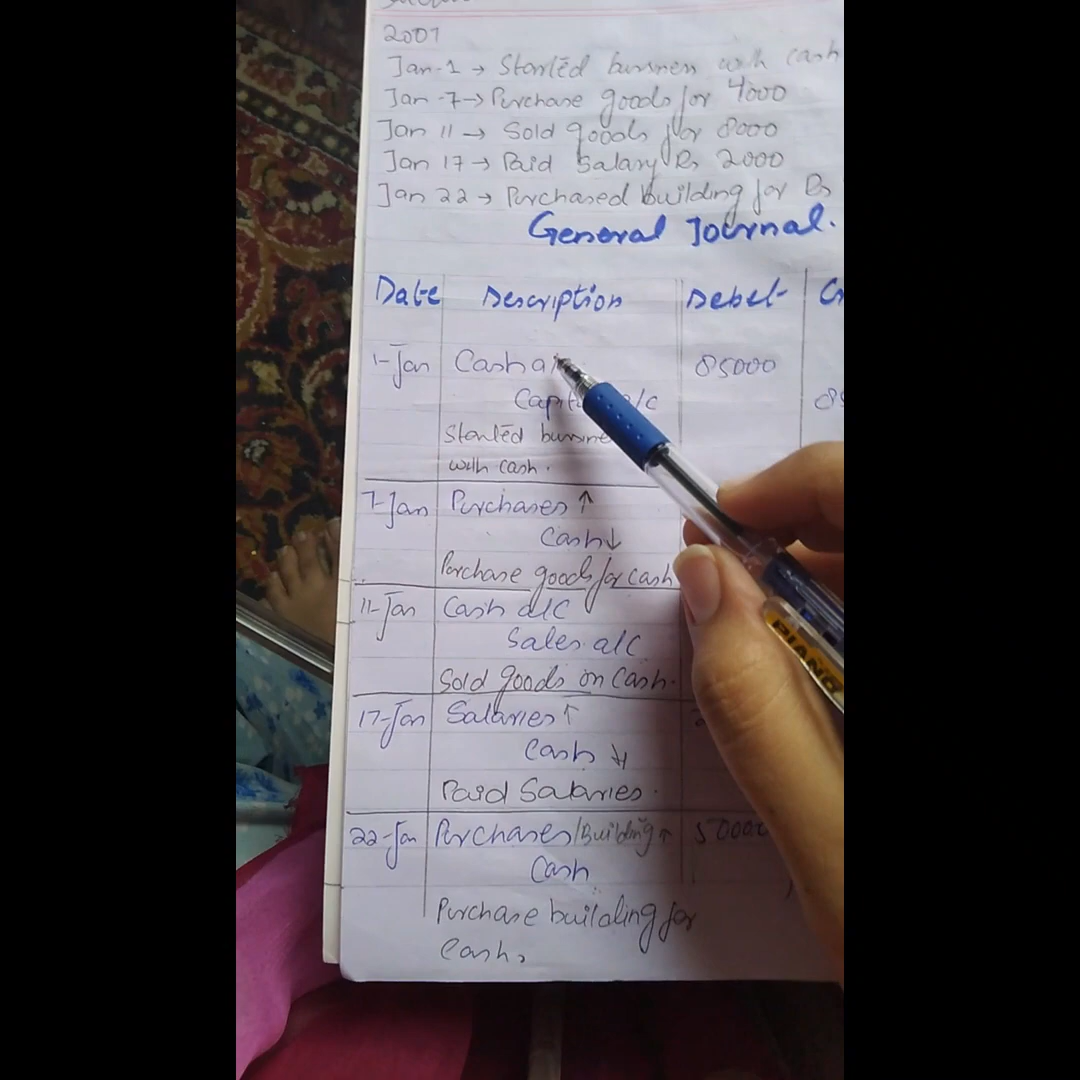 2001
Jan-1 → Started business with cash
Jan-7 → Purchase goods for 4000
Jan 11 → Sold goods for 8000
Jan 17 → Paid Salary Rs 2000
Jan 22 → Purchased building for Rs
General Journal.
Date Description Debet
1-Jan Cash 85000
a/c
Started
with cash.
7-Jan Purchases ↑
Cash ↓
Purchase goods for cash
11-Jan Cash a/c
Sales a/c
Sold goods on Cash.
17-Jan Salaries ↑
Cash ↓
Paid Salaries.
22-Jan Purchases/Building ↑
Cash
Purchase building for
Cash,
PIANO